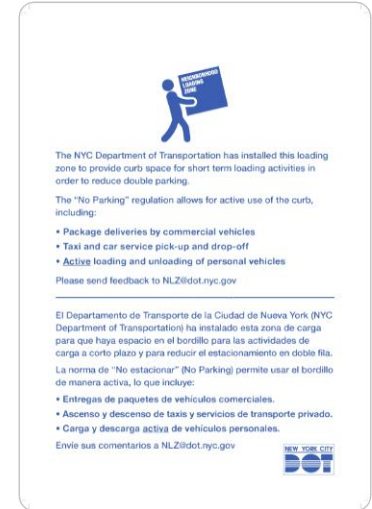 NEIGHBORHOOD
LOADING
ZONE
The NYC Department of Transportation has installed this loading
zone to provide curb space for short term loading activities in
order to reduce double parking.
The “No Parking” regulation allows for active use of the curb,
including:
• Package deliveries by commercial vehicles
• Taxi and car service pick-up and drop-off
• Active loading and unloading of personal vehicles
Please send feedback to NLZ@dot.nyc.gov
El Departamento de Transporte de la Ciudad de Nueva York (NYC
Department of Transportation) ha instalado esta zona de carga
para que haya espacio en el bordillo para las actividades de
carga a corto plazo y para reducir el estacionamiento en doble fila.
La norma de “No estacionar” (No Parking) permite usar el bordillo
de manera activa, lo que incluye:
• Entregas de paquetes de vehículos comerciales.
• Ascenso y descenso de taxis y servicios de transporte privado.
• Carga y descarga activa de vehículos personales.
Envíe sus comentarios a NLZ@dot.nyc.gov
NEW YORK CITY
DOT